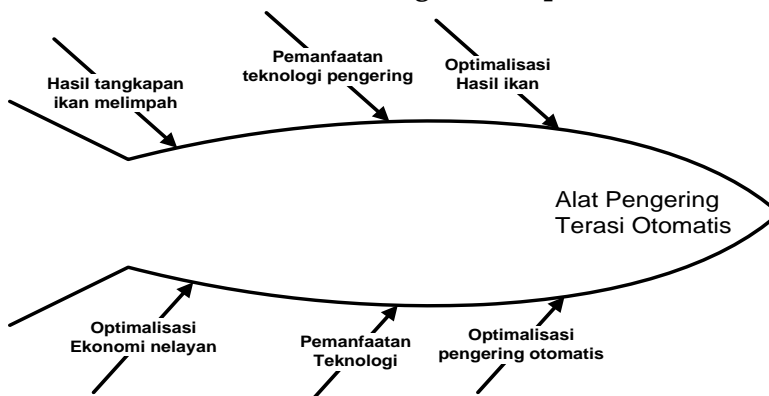 Hasil tangkapan
ikan melimpah
Pemanfaatan
teknologi pengering
Optimalisasi
Hasil ikan
Alat Pengering
Terasi Otomatis
Optimalisasi
Ekonomi nelayan
Pemanfaatan
Teknologi
Optimalisasi
pengering otomatis